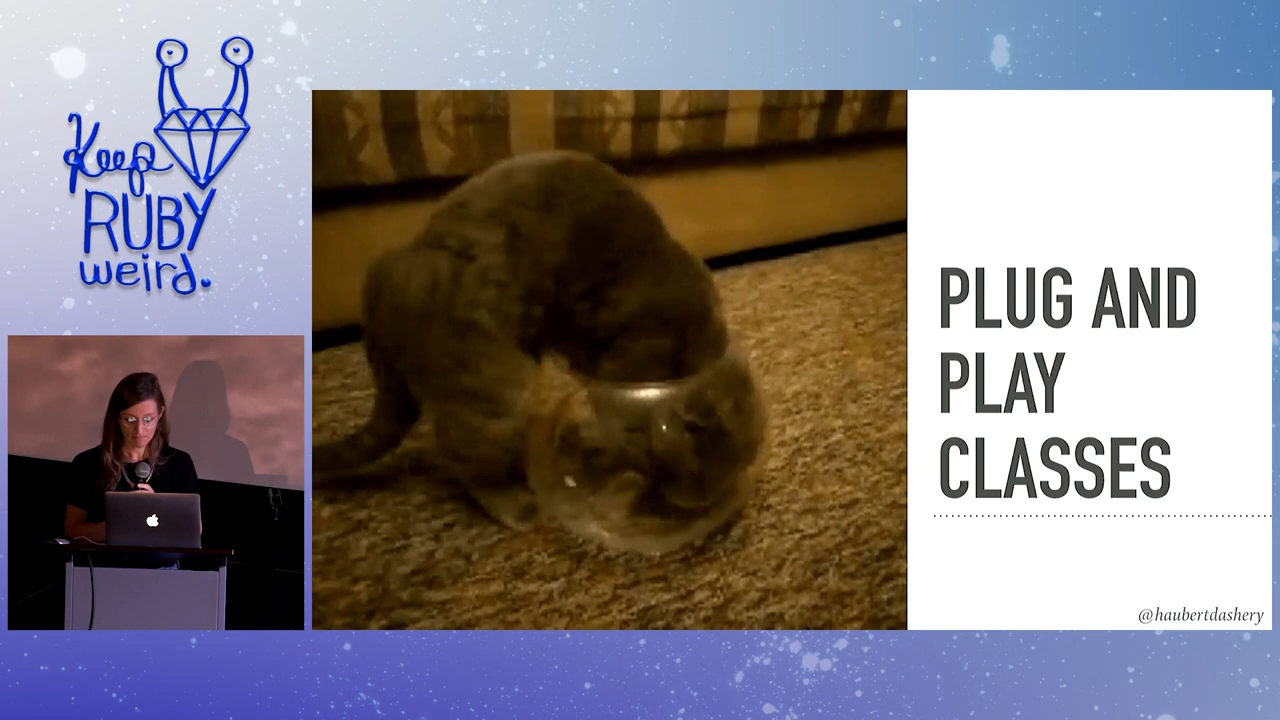 Keep
RUBY
weird.
PLUG AND
PLAY
CLASSES
@haubertdashery